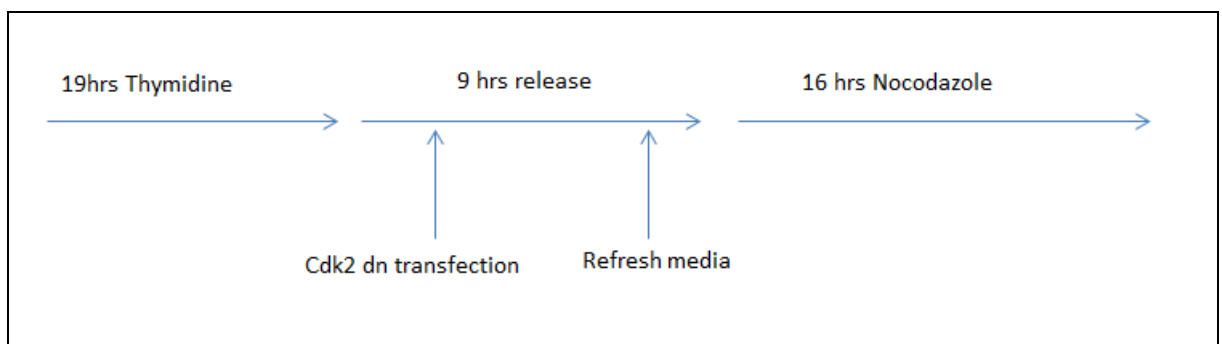 19hrs Thymidine
9 hrs release
16 hrs Nocodazole
Cdk2 dn transfection
Refresh media